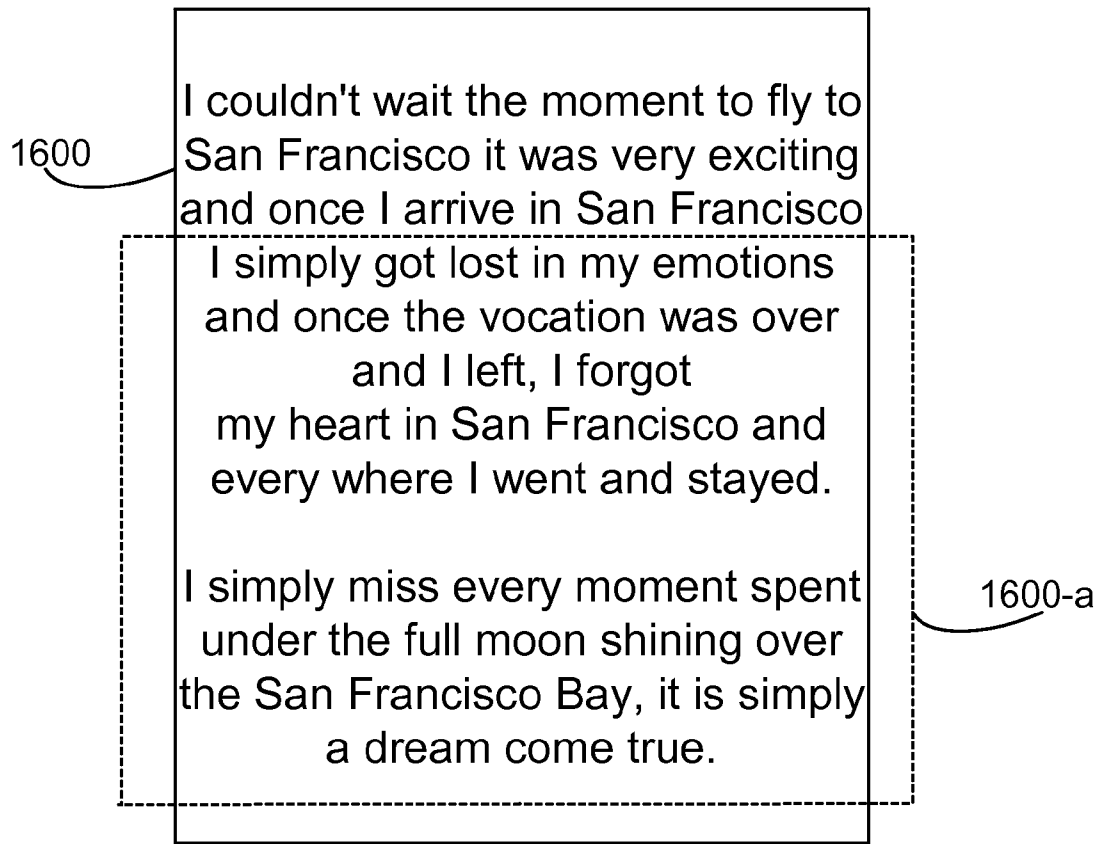 I couldn't wait the moment to fly to
1600
San Francisco it was very exciting
and once I arrive in San Francisco
I simply got lost in my emotions
and once the vocation was over
and I left, I forgot
my heart in San Francisco and
every where I went and stayed.
I simply miss every moment spent
1600-a
under the full moon shining over
the San Francisco Bay, it is simply
a dream come true.